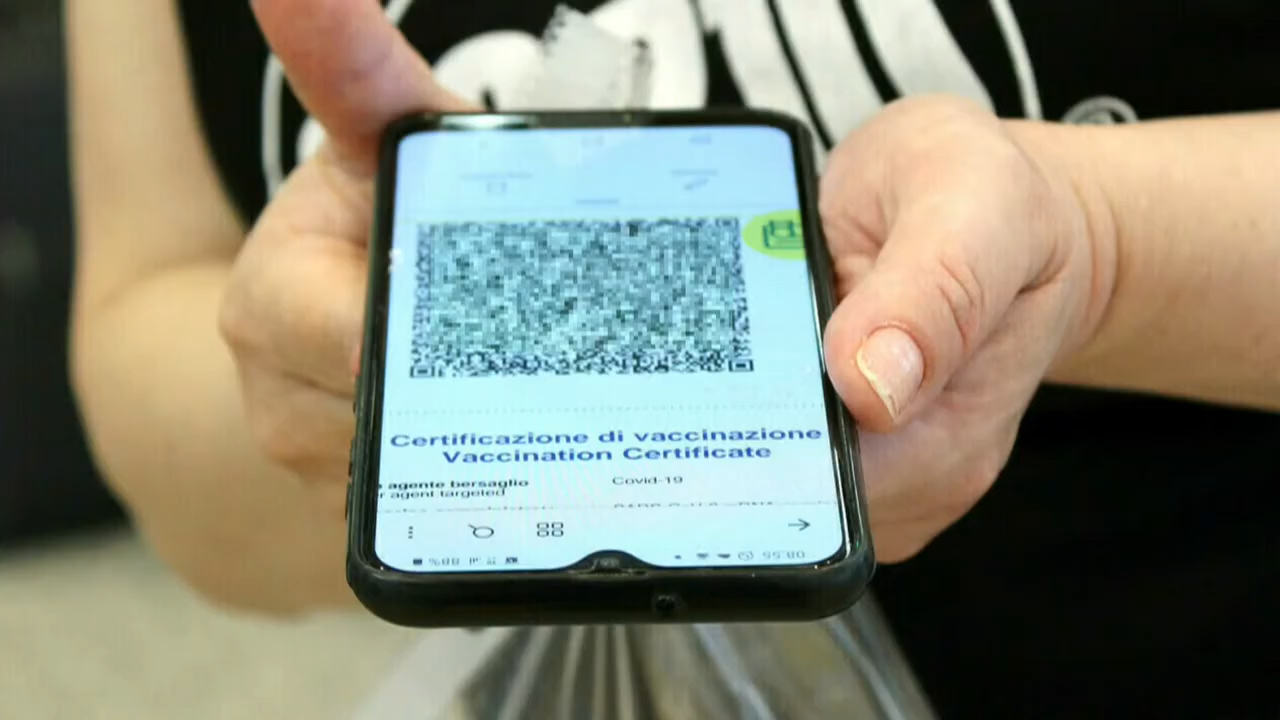 Certificazione di vaccinazione
Vaccination Certificate
agente bersaglio
r agent targeted
Covid-19